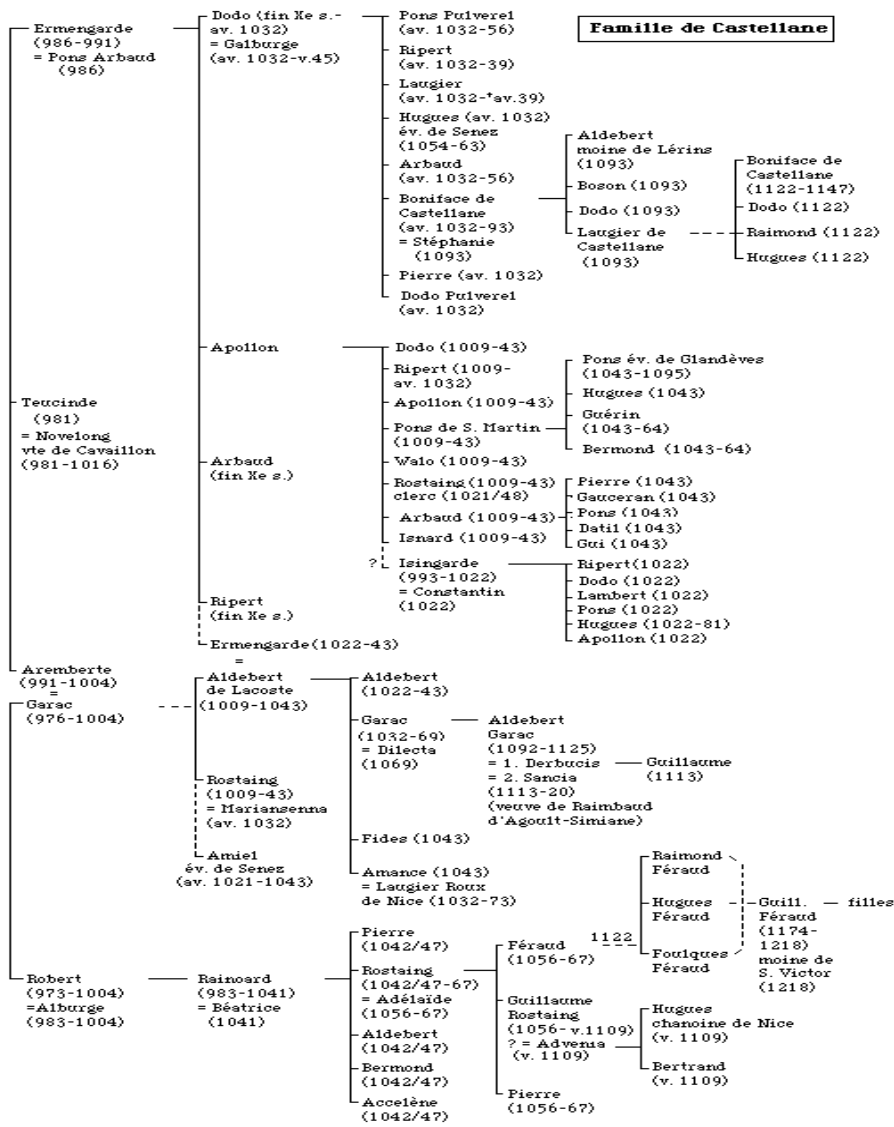 Famille de Castellane
Ermengarde
(986-991)
= Pons Arbaud
(986)
Teucinde
(981)
= Novelong
vte de Cavaillon
(981-1016)
Aremberte
(991-1004)
=
Garac
(976-1004)
Robert
(973-1004)
=Alburge
(983-1004)
Dodo (fin Xe s.-
av. 1032)
= Galburge
(av. 1032-v.45)
Apollon
Arbaud
(fin Xe s.)
Ripert
(fin Xe s.)
Ermengarde (1022-43)
=
Aldebert
de Lacoste
(1009-1043)
Rostaing
(1009-43)
= Mariansenna
(av. 1032)
Amiel
év. de Senez
(av. 1021-1043)
Rainoard
(983-1041)
= Béatrice
(1041)
Pons Pulverel
(av. 1032-56)
Ripert
(av. 1032-39)
Laugier
(av. 1032-*av.39)
Hugues (av. 1032)
év. de Senez
(1054-63)
Arbaud
(av. 1032-56)
Boniface de
Castellane
(av. 1032-93)
= Stéphanie
(1093)
Pierre (av. 1032)
Dodo Pulverel
(av. 1032)
Aldebert
moine de Lérins
(1093)
Boson (1093)
Dodo (1093)
Laugier de
Castellane
(1093)
Boniface de
Castellane
(1122-1147)
Dodo (1122)
Raimond (1122)
Hugues (1122)
Dodo (1009-43)
Ripert (1009-
av. 1032)
Apollon (1009-43)
Pons de S. Martin
(1009-43)
Walo (1009-43)
Rostaing (1009-43)
clerc (1021/48)
Arbaud (1009-43)
Isnard (1009-43)
?
Isingarde
(993-1022)
= Constantin
(1022)
Pons év. de Glandèves
(1043-1095)
Hugues (1043)
Guérin
(1043-64)
Bermond (1043-64)
Pierre (1043)
Gauceran (1043)
Pons (1043)
Datil (1043)
Gui (1043)
Ripert (1022)
Dodo (1022)
Lambert (1022)
Pons (1022)
Hugues (1022-81)
Apollon (1022)
Aldebert
(1022-43)
Garac
(1032-69)
= Dilecta
(1069)
Fides (1043)
Amance (1043)
= Laugier Roux
de Nice (1032-73)
Aldebert
Garac
(1092-1125)
= 1. Derbucis
= 2. Sancia
(1113-20)
(veuve de Raimbaud
d'Agoult-Simiane)
Guillaume
(1113)
Pierre
(1042/47)
Rostaing
(1042/47-67)
=Adélaïde
(1056-67)
Aldebert
(1042/47)
Bermond
(1042/47)
Accelène
(1042/47)
Féraud
(1056-67)
1122
Guillaume
Rostaing
(1056-v.1109)
? = Advenia
(v. 1109)
Pierre
(1056-67)
Raimond
Féraud
Hugues
Féraud
Foulques
Féraud
Guill.
Féraud
(1174-
1218)
moine de
S. Victor
(1218)
filles
Hugues
chanoine de Nice
(v. 1109)
Bertrand
(v. 1109)